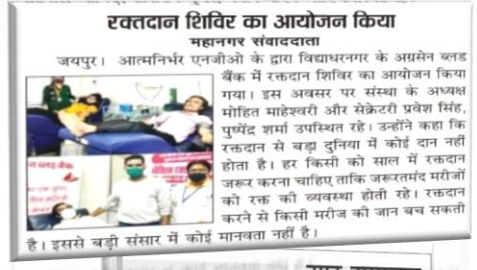 रक्तदान शिविर का आयोजन किया
महानगर संवाददाता
जयपुर। आत्मनिर्भर एनजीओ के द्वारा विद्याधरनगर के अग्रसेन ब्लड
बैंक में रक्तदान शिविर का आयोजन किया
गया। इस अवसर पर संस्था के अध्यक्ष
मोहित माहेश्वरी और सेक्रेटरी प्रवेश सिंह,
पुष्पेंद्र शर्मा उपस्थित रहे। उन्होंने कहा कि
रक्तदान से बड़ा दुनिया में कोई दान नहीं
होता है। हर किसी को साल में रक्तदान
जरूर करना चाहिए ताकि जरूरतमंद मरीजों
को रक्त की व्यवस्था होती रहे। रक्तदान
करने से किसी मरीज की जान बच सकती
है। इससे बड़ी संसार में कोई मानवता नहीं है।